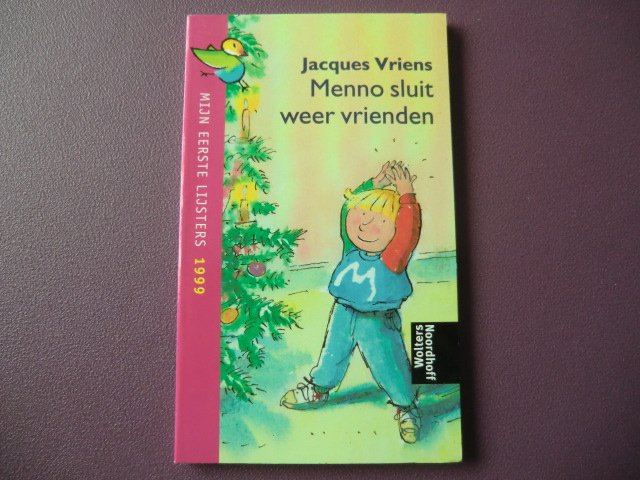 Jacques Vriens
Menno sluit
weer vrienden
MIJN EERSTE LIJSTERS 1999
M
Wolters
Noordhoff